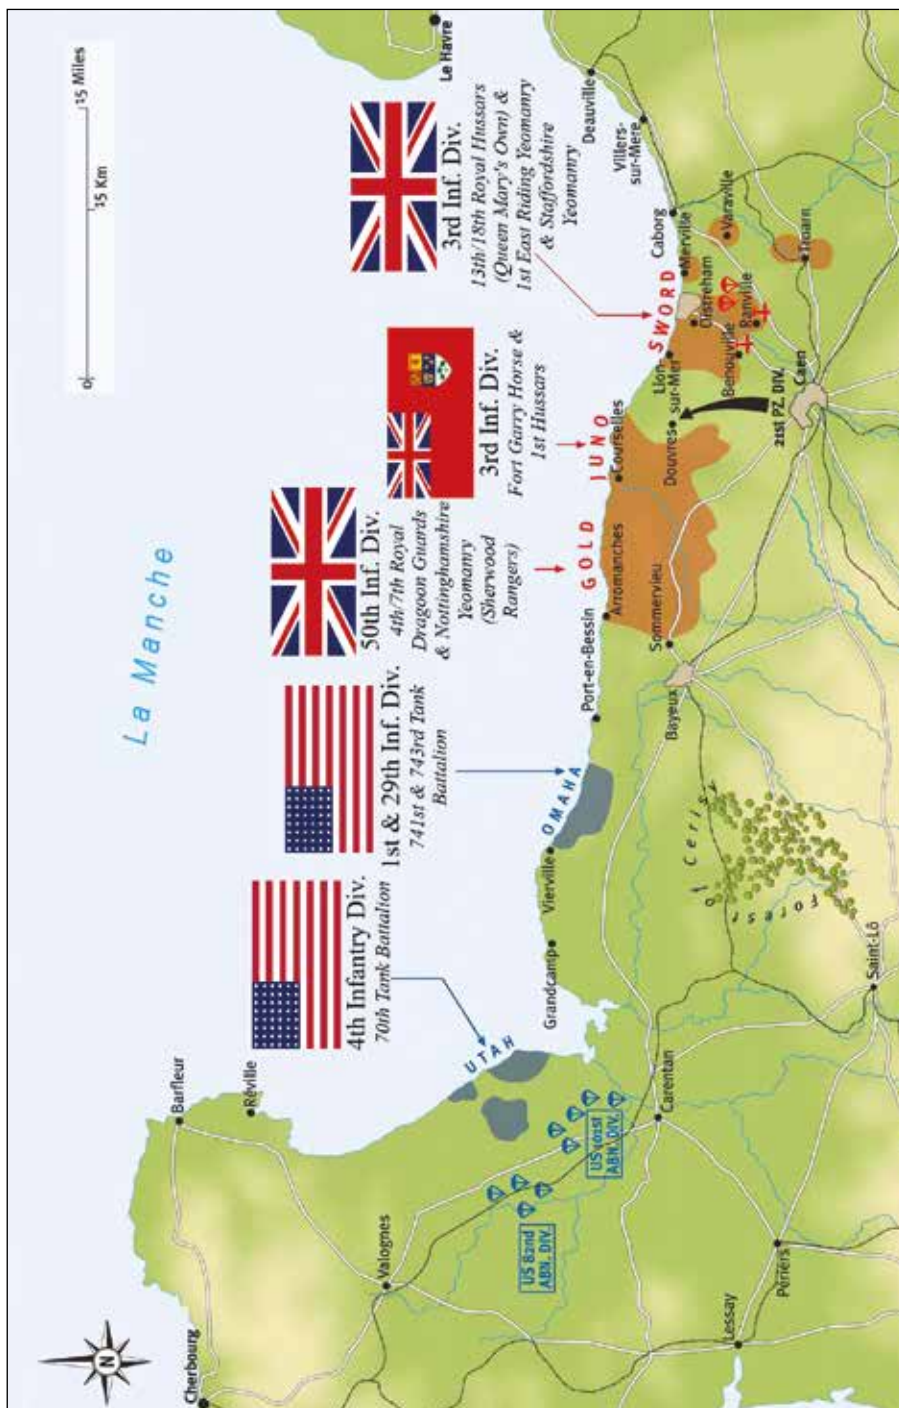 0
15 Km
15 Miles
N
La Manche
4th Infantry Div.
70th Tank Battalion
1st & 29th Inf. Div.
741st & 743rd Tank
Battalion
50th Inf. Div.
4th/7th Royal
Dragoon Guards
& Nottinghamshire
Yeomanry
(Sherwood
Rangers)
3rd Inf. Div.
Fort Garry Horse &
1st Hussars
3rd Inf. Div.
13th/18th Royal Hussars
(Queen Mary's Own) &
1st East Riding Yeomanry
& Staffordshire
Yeomanry
UTAH
OMAHA
GOLD
JUNO
SWORD
Cherbourg
Barfleur
Réville
Valognes
US 82nd
ABN. DIV.
US 101st
ABN. DIV.
Carentan
Lessay
Périers
Saint-Lô
Grandcamp
Vierville
Forest of Cerisy
Port-en-Bessin
Bayeux
Sommervieu
Arromanches
Courselles
Douvres
21st PZ. DIV.
Caen
Lion-
sur-Mer
Benouville
Ranville
Oistreham
Merville
Caborg
Varaville
Troarn
Villers-
sur-Mere
Deauville
Le Havre